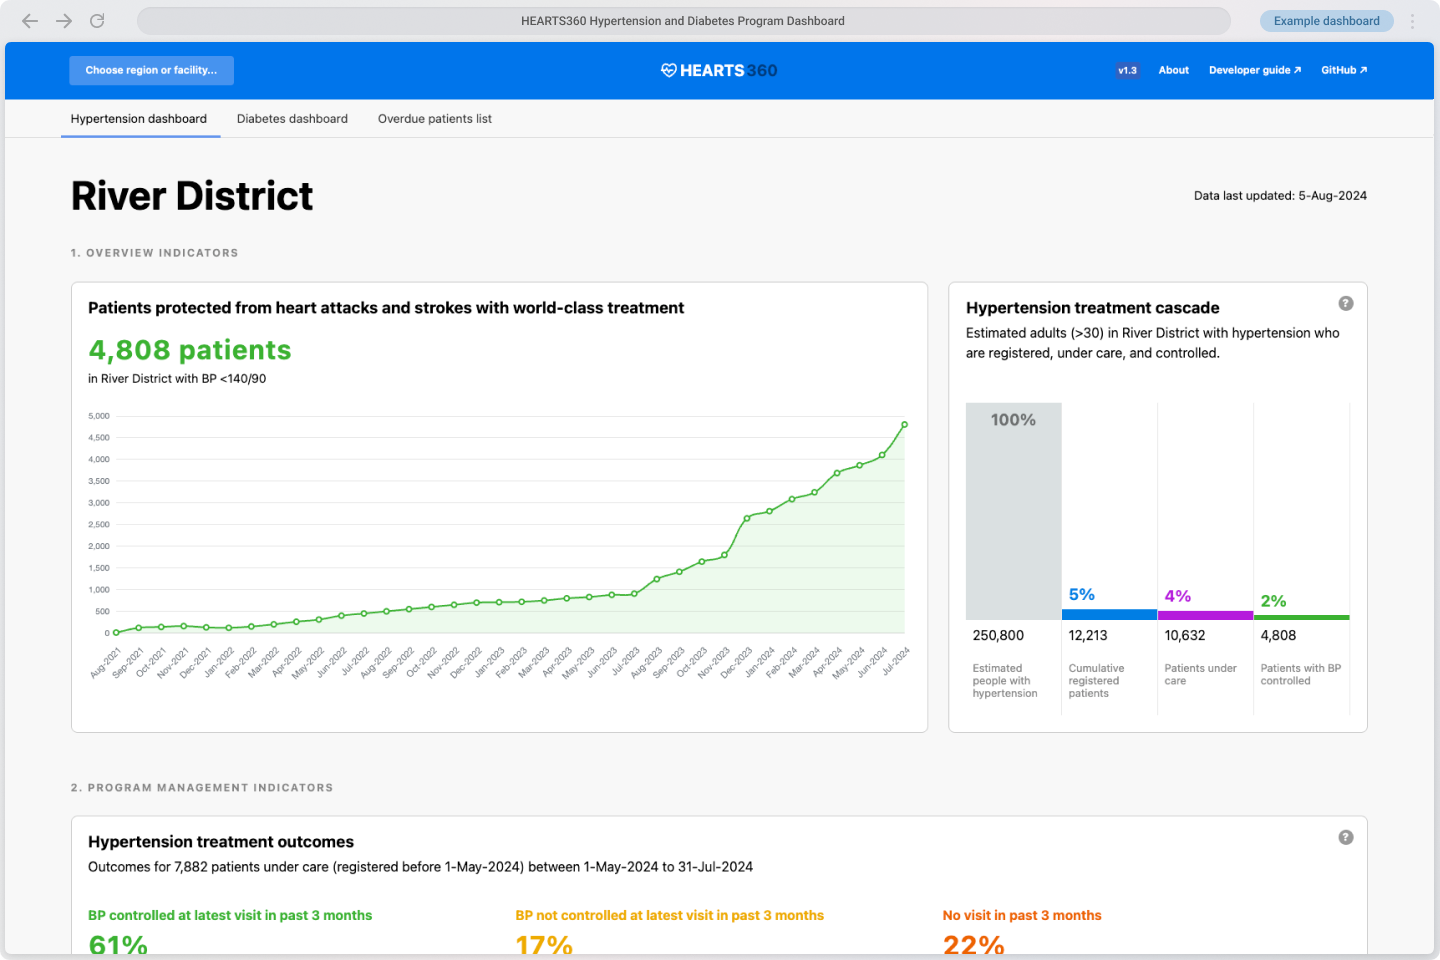 HEARTS360 Hypertension and Diabetes Program Dashboard
Example dashboard
Choose region or facility...
HEARTS360
v1.3
About
Developer guide ↗
GitHub ↗
Hypertension dashboard
Diabetes dashboard
Overdue patients list
River District
Data last updated: 5-Aug-2024
1. OVERVIEW INDICATORS
Patients protected from heart attacks and strokes with world-class treatment
4,808 patients
in River District with BP <140/90
5,000
4,500
4,000
3,500
3,000
2,500
2,000
1,500
1,000
500
0
Aug-2021
Sep-2021
Oct-2021
Nov-2021
Dec-2021
Jan-2022
Feb-2022
Mar-2022
Apr-2022
May-2022
Jun-2022
Jul-2022
Aug-2022
Sep-2022
Oct-2022
Nov-2022
Dec-2022
Jan-2023
Feb-2023
Mar-2023
Apr-2023
May-2023
Jun-2023
Jul-2023
Aug-2023
Sep-2023
Oct-2023
Nov-2023
Dec-2023
Jan-2024
Feb-2024
Mar-2024
Apr-2024
May-2024
Jun-2024
Jul-2024
Hypertension treatment cascade
?
Estimated adults (>30) in River District with hypertension who
are registered, under care, and controlled.
100%
5%
4%
2%
250,800
12,213
10,632
4,808
Estimated
people with
hypertension
Cumulative
registered
patients
Patients under
care
Patients with BP
controlled
2. PROGRAM MANAGEMENT INDICATORS
Hypertension treatment outcomes
?
Outcomes for 7,882 patients under care (registered before 1-May-2024) between 1-May-2024 to 31-Jul-2024
BP controlled at latest visit in past 3 months
61%
BP not controlled at latest visit in past 3 months
17%
No visit in past 3 months
22%